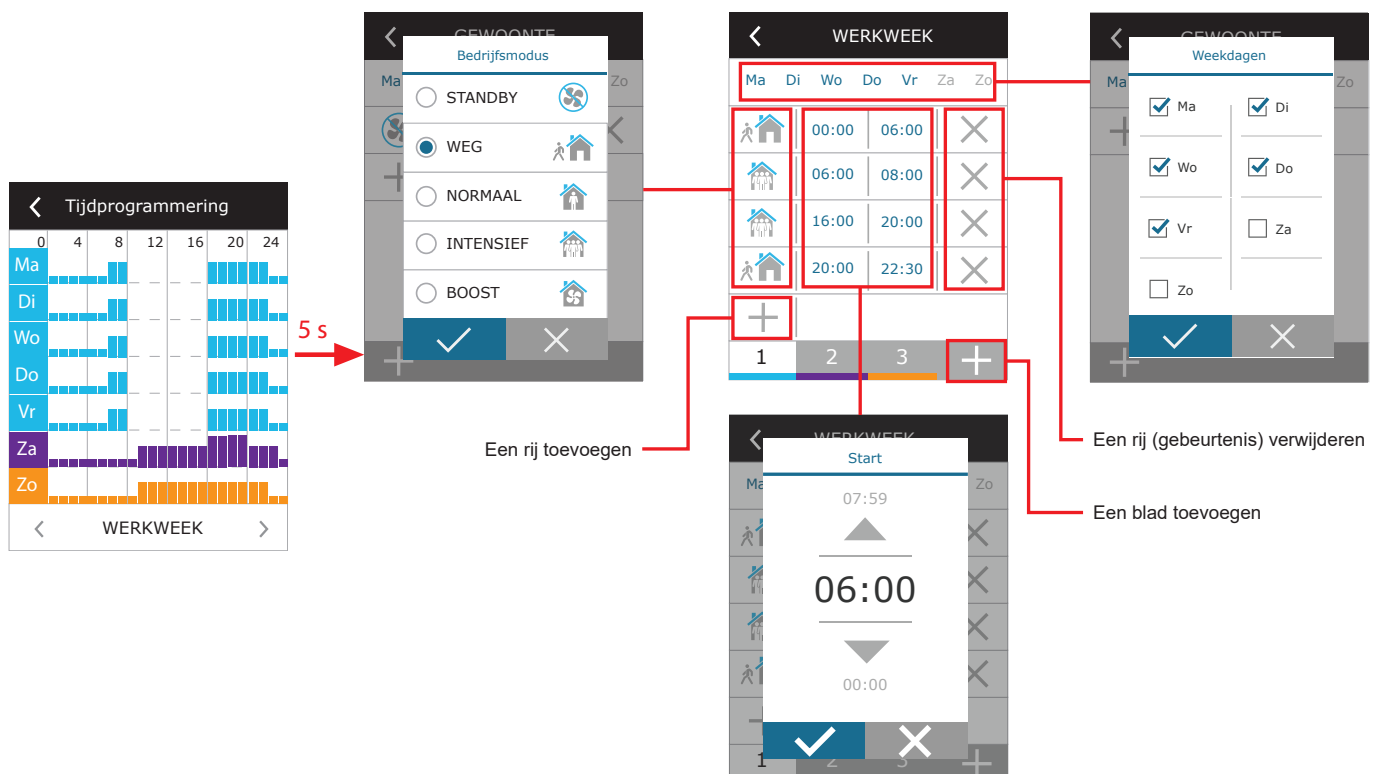 Tijdprogrammering
0 4 8 12 16 20 24
Ma
Di
Wo
Do
Vr
Za
Zo
WERKWEEK
5 s
GEWOONTE
Ma Zo
Bedrijfsmodus
STANDBY
WEG
NORMAAL
INTENSIEF
BOOST
WERKWEEK
Ma Di Wo Do Vr Za Zo
00:00 06:00
06:00 08:00
16:00 20:00
20:00 22:30
1 2 3
GEWOONTE
Ma Zo
Weekdagen
Ma Di
Wo Do
Vr Za
Zo
Een rij toevoegen
Een rij (gebeurtenis) verwijderen
Een blad toevoegen
WERKWEEK
Ma Zo
Start
07:59
06:00
00:00
1 2 3